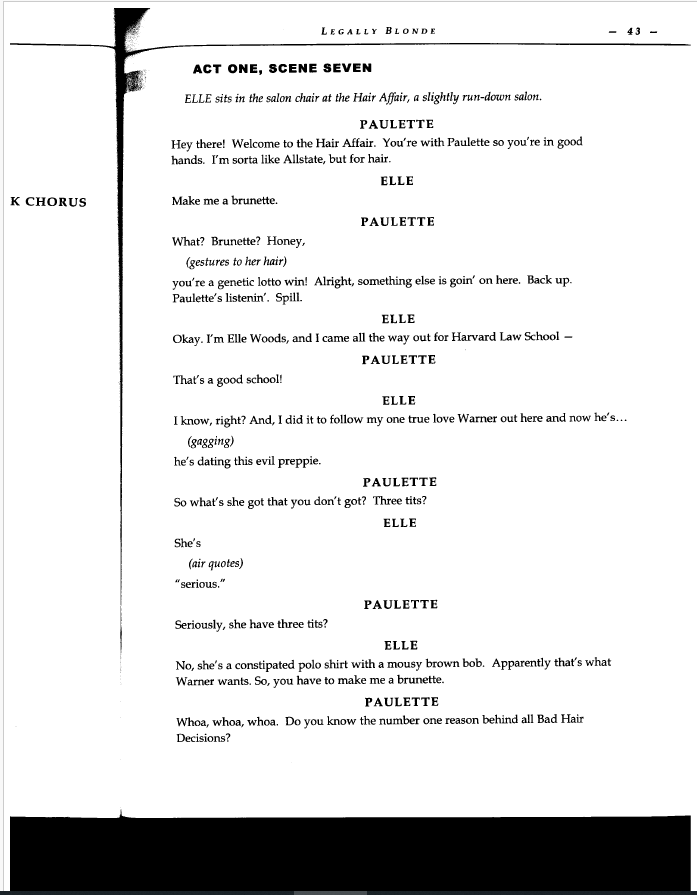 LEGALLY BLONDE — 43 —
ACT ONE, SCENE SEVEN
ELLE sits in the salon chair at the Hair Affair, a slightly run-down salon.
PAULETTE
Hey there! Welcome to the Hair Affair. You're with Paulette so you're in good
hands. I'm sorta like Allstate, but for hair.
ELLE
K CHORUS
Make me a brunette.
PAULETTE
What? Brunette? Honey,
(gestures to her hair)
you're a genetic lotto win! Alright, something else is goin' on here. Back up.
Paulette's listenin'. Spill.
ELLE
Okay. I'm Elle Woods, and I came all the way out for Harvard Law School —
PAULETTE
That's a good school!
ELLE
I know, right? And, I did it to follow my one true love Warner out here and now he's…
(gagging)
he's dating this evil preppie.
PAULETTE
So what's she got that you don't got? Three tits?
ELLE
She's
(air quotes)
"serious."
PAULETTE
Seriously, she have three tits?
ELLE
No, she's a constipated polo shirt with a mousy brown bob. Apparently that's what
Warner wants. So, you have to make me a brunette.
PAULETTE
Whoa, whoa, whoa. Do you know the number one reason behind all Bad Hair
Decisions?